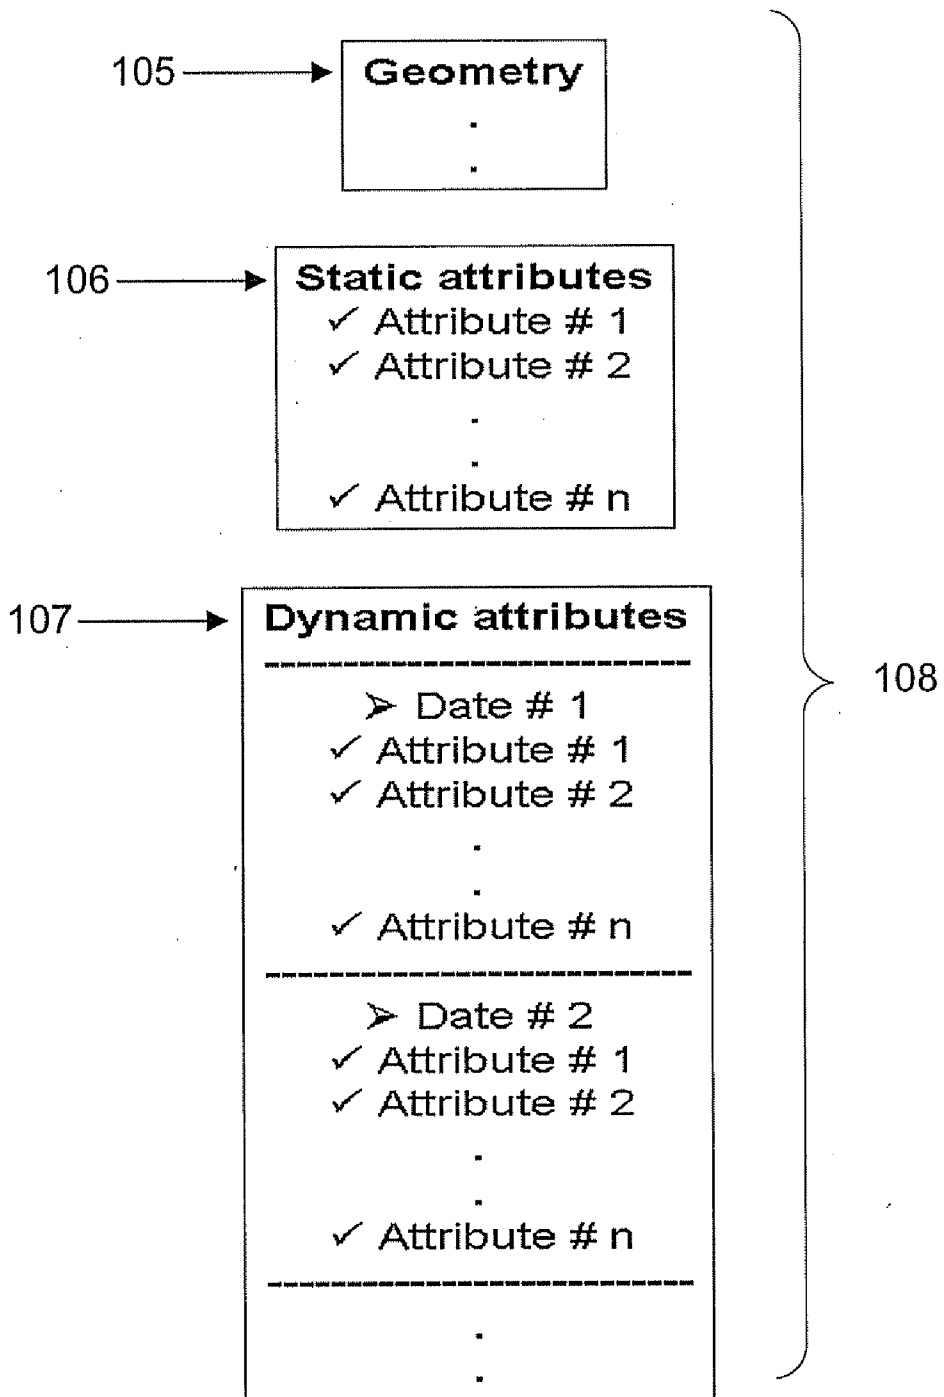 105
Geometry
.
.
106
Static attributes
✓ Attribute # 1
✓ Attribute # 2
.
.
✓ Attribute # n
107
Dynamic attributes
➢ Date # 1
✓ Attribute # 1
✓ Attribute # 2
.
.
✓ Attribute # n
➢ Date # 2
✓ Attribute # 1
✓ Attribute # 2
.
.
✓ Attribute # n
.
.
108